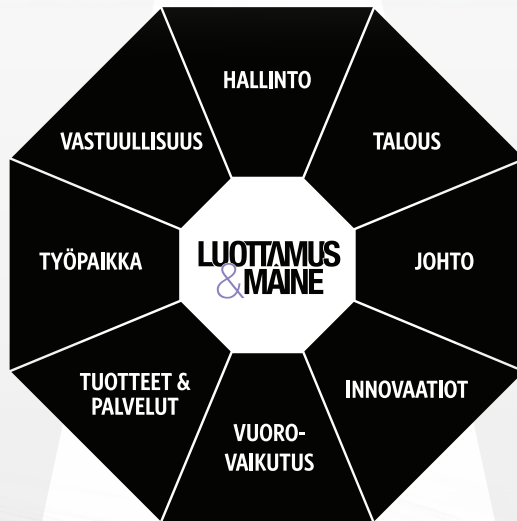 HALLINTO
TALOUS
JOHTO
INNOVAATIOT
VUORO-
VAIKUTUS
TUOTTEET &
PALVELUT
TYÖPAIKKA
VASTUULLISUUS
LUOTTAMUS
& MAINE